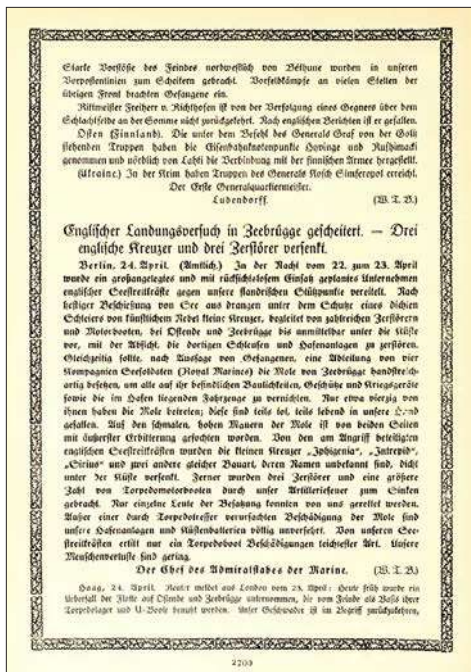 Starke Vorstöße des Feindes nordwestlich von Béthune wurden in unseren
Vorpostenlinien zum Scheitern gebracht. Vorfeldkämpfe an vielen Stellen der
übrigen Front brachten Gefangene ein.
Rittmeister Freiherr v. Richthofen ist von der Verfolgung eines Gegners über dem
Schlachtfelde an der Somme nicht zurückgekehrt. Nach englischen Berichten ist er gefallen.
Osten (Finnland). Die unter dem Befehl des Generals Graf von der Goltz
stehenden Truppen haben die Eisenbahnknotenpunkte Hyvinge und Rushimacki
genommen und nördlich von Lahti die Verbindung mit der finnischen Armee hergestellt.
(Ukraine.) In der Krim haben Truppen des Generals Kosch Simferopol erreicht.
Der Erste Generalquartiermeister.
Ludendorff. (W. T. B.)
Englischer Landungsversuch in Zeebrügge gescheitert. — Drei
englische Kreuzer und drei Zerstörer versenkt.
Berlin, 24. April. (Amtlich.) In der Nacht vom 22. zum 23. April
wurde ein großangelegtes und mit rücksichtslosem Einsatz geplantes Unternehmen
englischer Seestreitkräfte gegen unsere flandrischen Stützpunkte vereitelt. Nach
heftiger Beschießung von See aus drangen unter dem Schutze eines dichten
Schleiers von künstlichem Nebel kleine Kreuzer, begleitet von zahlreichen Zerstörern
und Motorbooten, bei Ostende und Zeebrügge bis unmittelbar unter die Küste
vor, mit der Absicht, die dortigen Schleusen und Hafenanlagen zu zerstören.
Gleichzeitig sollte, nach Aussage von Gefangenen, eine Abteilung von vier
Kompagnien Seesoldaten (Royal Marines) die Mole von Zeebrügge handstreich-
artig besetzen, um alle auf ihr befindlichen Baulichkeiten, Geschütze und Kriegsgeräte
sowie die im Hafen liegenden Fahrzeuge zu vernichten. Nur etwa vierzig von
ihnen haben die Mole betreten; diese sind teils tot, teils lebend in unsere Hand
gefallen. Auf den schmalen, hohen Mauern der Mole ist von beiden Seiten
mit äußerster Erbitterung gefochten worden. Von den am Angriff beteiligten
englischen Seestreitkräften wurden die kleinen Kreuzer „Iphigenia“, „Intrepid“,
„Sirius“ und zwei andere gleicher Bauart, deren Namen unbekannt sind, dicht
unter der Küste versenkt. Ferner wurden drei Zerstörer und eine größere
Zahl von Torpedomotorbooten durch unser Artilleriefeuer zum Sinken
gebracht. Nur einzelne Leute der Besatzung konnten von uns gerettet werden.
Außer einer durch Torpedotreffer verursachten Beschädigung der Mole sind
unsere Hafenanlagen und Küstenbatterien völlig unversehrt. Von unseren See-
streitkräften erlitt nur ein Torpedoboot Beschädigungen leichtester Art. Unsere
Menschenverluste sind gering.
Der Chef des Admiralstabes der Marine. (W. T. B.)
Haag, 24. April. Reuter meldet aus London vom 23. April: Heute früh wurde ein
Ueberfall der Flotte auf Ostende und Zeebrügge unternommen, die vom Feinde als Basis ihrer
Torpedolager und U-Boote benutzt werden. Unser Geschwader ist im Begriff zurückzukehren,
2703